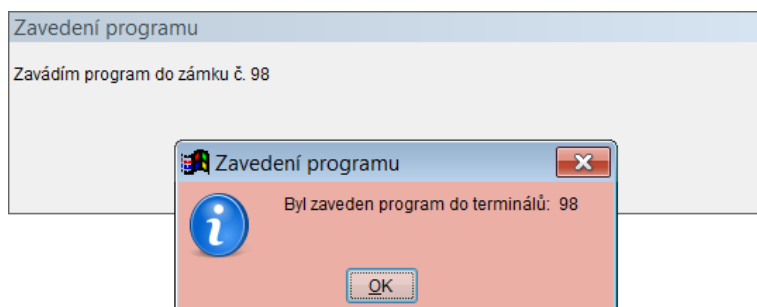 Zavedení programu
Zavádím program do zámku č. 98
Zavedení programu
Byl zaveden program do terminálů: 98
OK